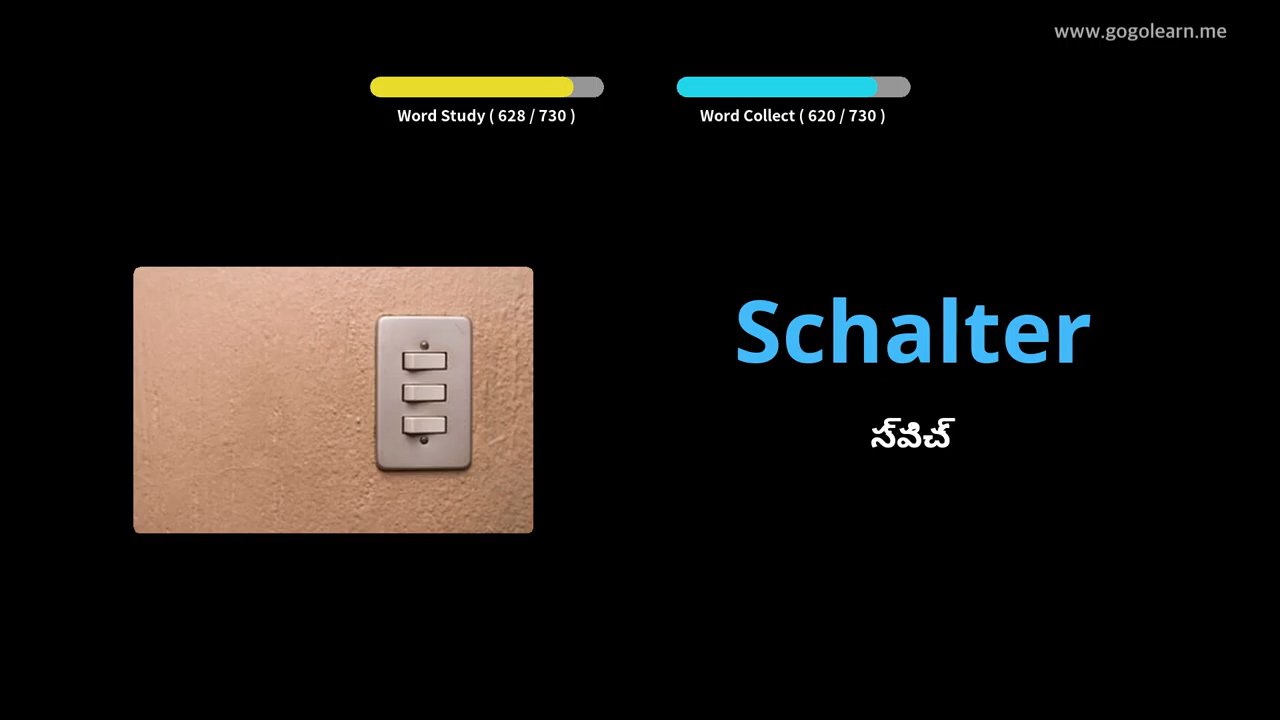 www.gogolearn.me
Word Study ( 628 / 730 )
Word Collect ( 620 / 730 )
Schalter
స్‌విచ్